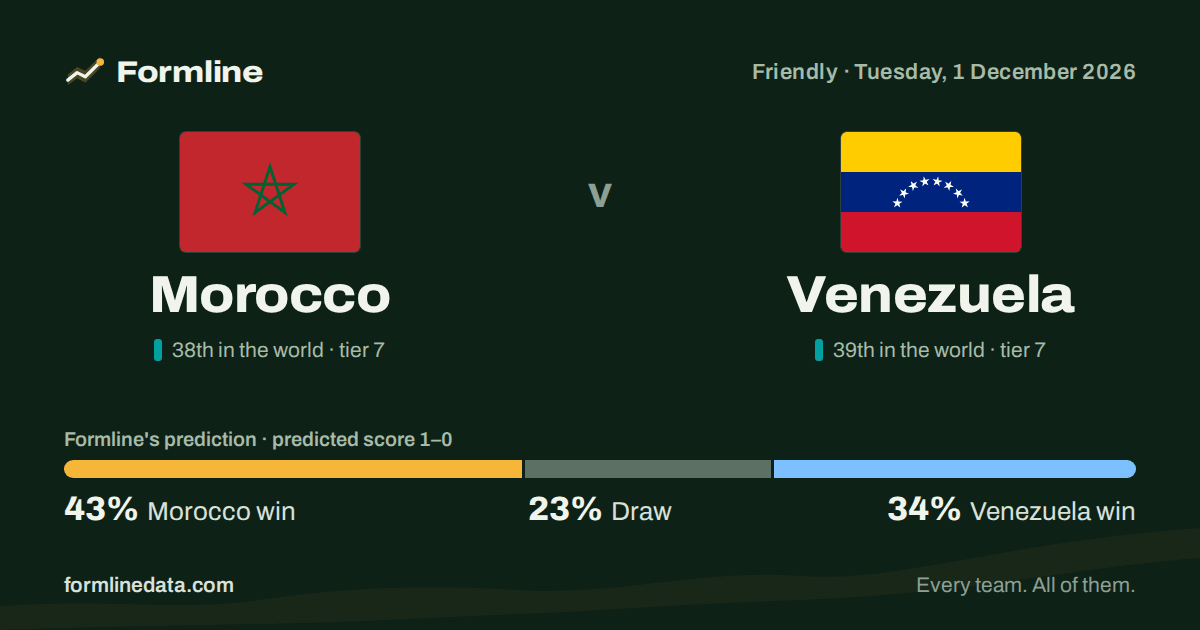 Formline
Friendly · Tuesday, 1 December 2026
v
Morocco
Venezuela
38th in the world · tier 7
39th in the world · tier 7
Formline's prediction · predicted score 1–0
43% Morocco win
23% Draw
34% Venezuela win
formlinedata.com
Every team. All of them.